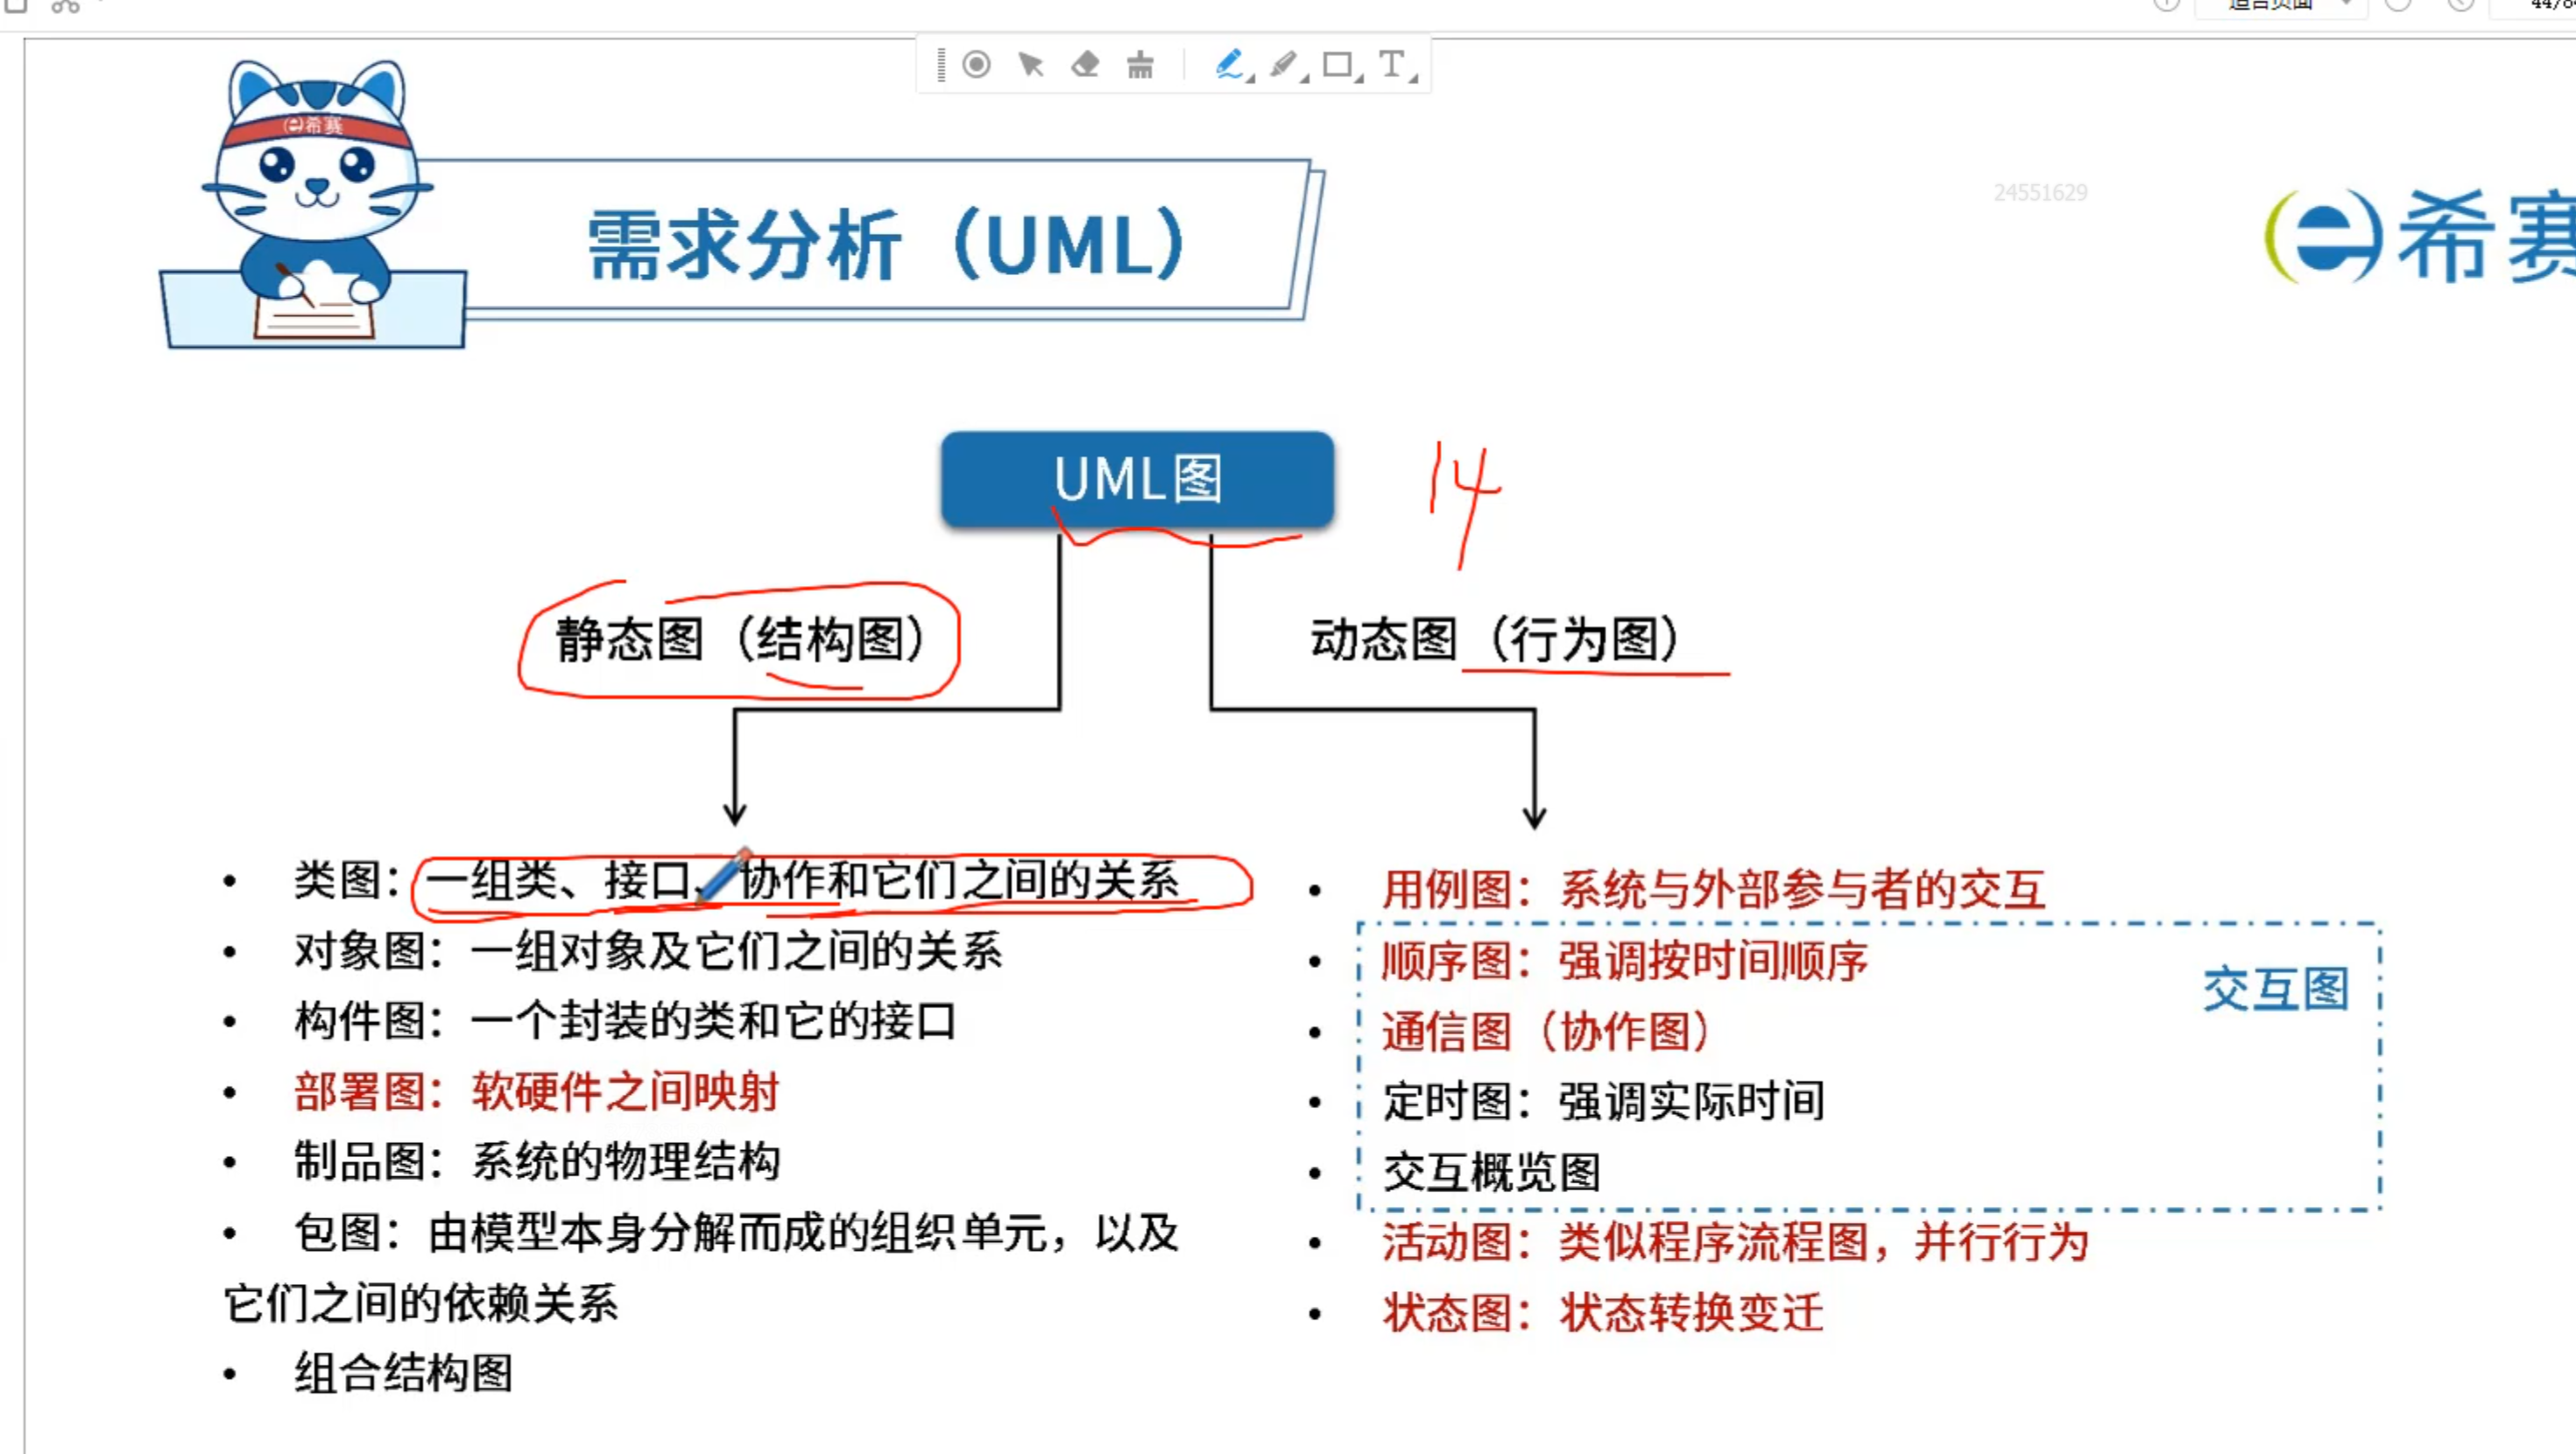 适合页面
希赛
需求分析（UML）
24551629
希赛
UML图
14
静态图（结构图）
动态图（行为图）
• 类图：一组类、接口、协作和它们之间的关系
• 对象图：一组对象及它们之间的关系
• 构件图：一个封装的类和它的接口
• 部署图：软硬件之间映射
• 制品图：系统的物理结构
• 包图：由模型本身分解而成的组织单元，以及
它们之间的依赖关系
• 组合结构图
• 用例图：系统与外部参与者的交互
• 顺序图：强调按时间顺序
交互图
• 通信图（协作图）
• 定时图：强调实际时间
• 交互概览图
• 活动图：类似程序流程图，并行行为
• 状态图：状态转换变迁